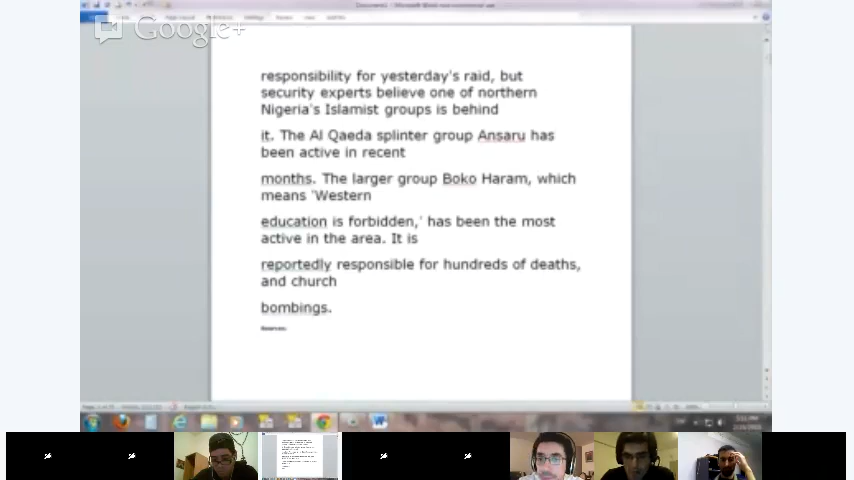 Google+
responsibility for yesterday's raid, but
security experts believe one of northern
Nigeria's Islamist groups is behind
it. The Al Qaeda splinter group Ansaru has
been active in recent
months. The larger group Boko Haram, which
means 'Western
education is forbidden,' has been the most
active in the area. It is
reportedly responsible for hundreds of deaths,
and church
bombings.